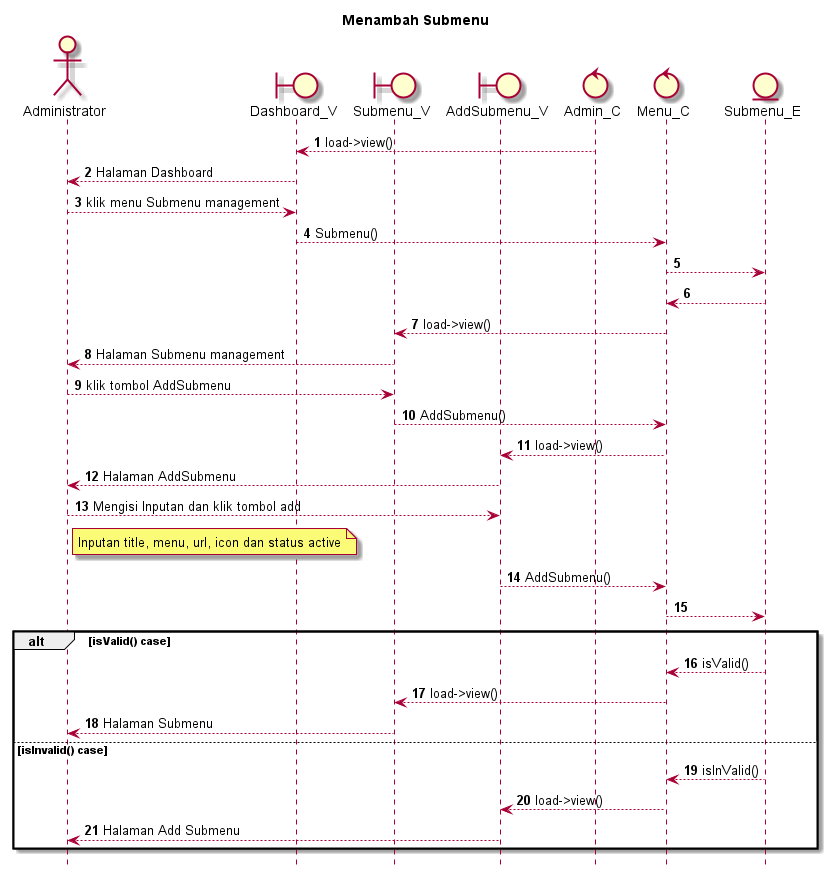 Menambah Submenu
Administrator
Dashboard_V
Submenu_V
AddSubmenu_V
Admin_C
Menu_C
Submenu_E
1 load->view()
2 Halaman Dashboard
3 klik menu Submenu management
4 Submenu()
5
6
7 load->view()
8 Halaman Submenu management
9 klik tombol AddSubmenu
10 AddSubmenu()
11 load->view()
12 Halaman AddSubmenu
13 Mengisi Inputan dan klik tombol add
Inputan title, menu, url, icon dan status active
14 AddSubmenu()
15
alt [isValid() case]
16 isValid()
17 load->view()
18 Halaman Submenu
[isInvalid() case]
19 isInValid()
20 load->view()
21 Halaman Add Submenu